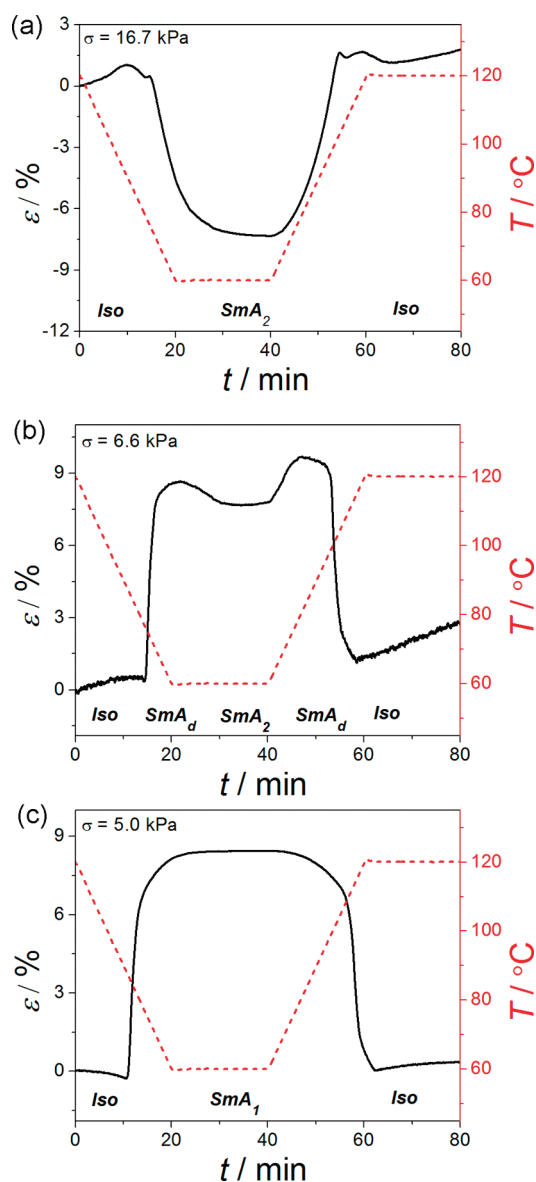 (a)
σ = 16.7 kPa
3
0
-3
-6
-9
-12
ε / %
120
100
80
60
T / °C
Iso SmA₂ Iso
0 20 40 60 80
t / min
(b)
σ = 6.6 kPa
9
6
3
0
ε / %
120
100
80
60
T / °C
Iso SmA_d SmA₂ SmA_d Iso
0 20 40 60 80
t / min
(c)
σ = 5.0 kPa
9
6
3
0
ε / %
120
100
80
60
T / °C
Iso SmA₁ Iso
0 20 40 60 80
t / min